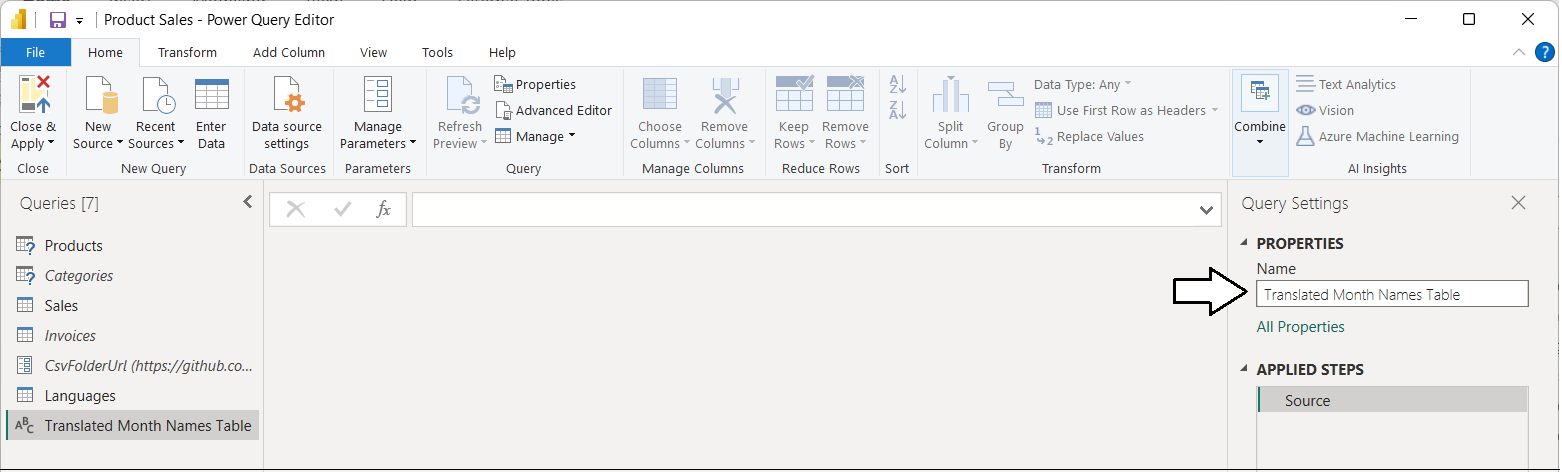 Product Sales - Power Query Editor
File Home Transform Add Column View Tools Help ?
Close & Apply
New Source
Recent Sources
Enter Data
Data source settings
Manage Parameters
Refresh Preview
Properties
Advanced Editor
Manage
Choose Columns
Remove Columns
Keep Rows
Remove Rows
A Z
Z A
Split Column
Group By
Data Type: Any
Use First Row as Headers
1 2 Replace Values
Combine
Text Analytics
Vision
Azure Machine Learning
Close New Query Data Sources Parameters Query Manage Columns Reduce Rows Sort Transform AI Insights
Queries [7]
Products
Categories
Sales
Invoices
CsvFolderUrl (https://github.co...
Languages
ABC Translated Month Names Table
fx
Query Settings
PROPERTIES
Name
Translated Month Names Table
All Properties
APPLIED STEPS
Source